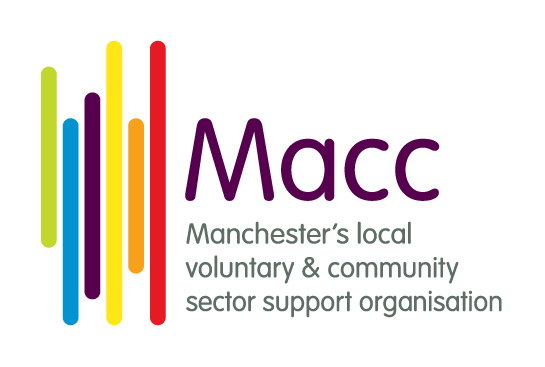 Macc
Manchester's local
voluntary & community
sector support organisation